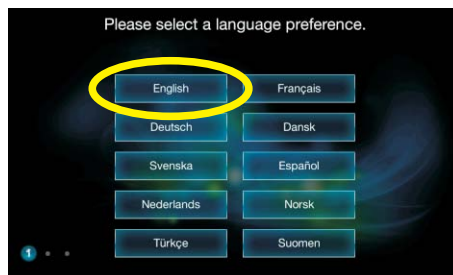 Please select a language preference.
English Français
Deutsch Dansk
Svenska Español
Nederlands Norsk
Türkçe Suomen
1